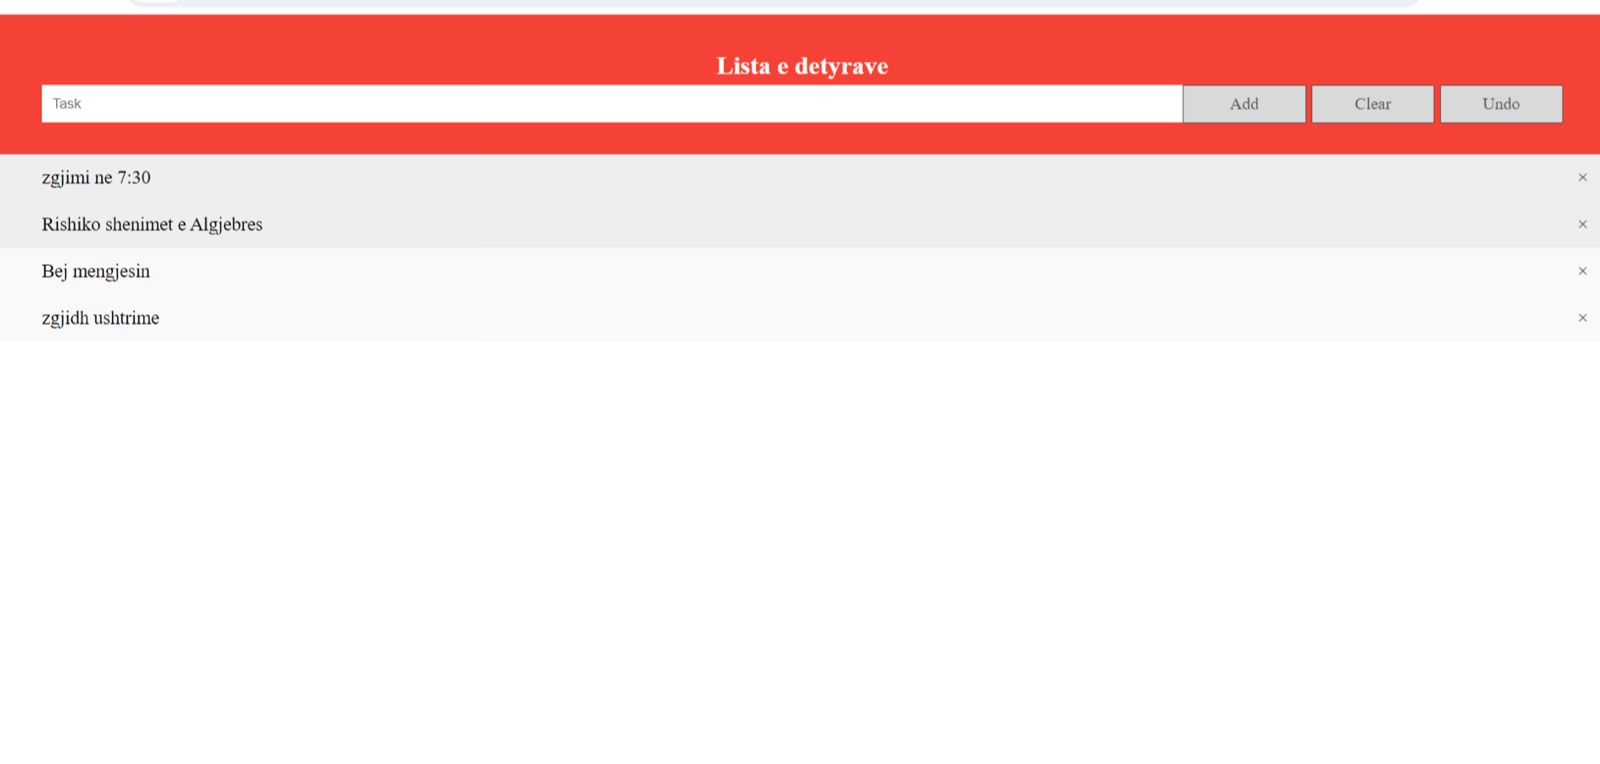 Lista e detyrave
Task
Add Clear Undo
zgjimi ne 7:30 ×
Rishiko shenimet e Algjebres ×
Bej mengjesin ×
zgjidh ushtrime ×